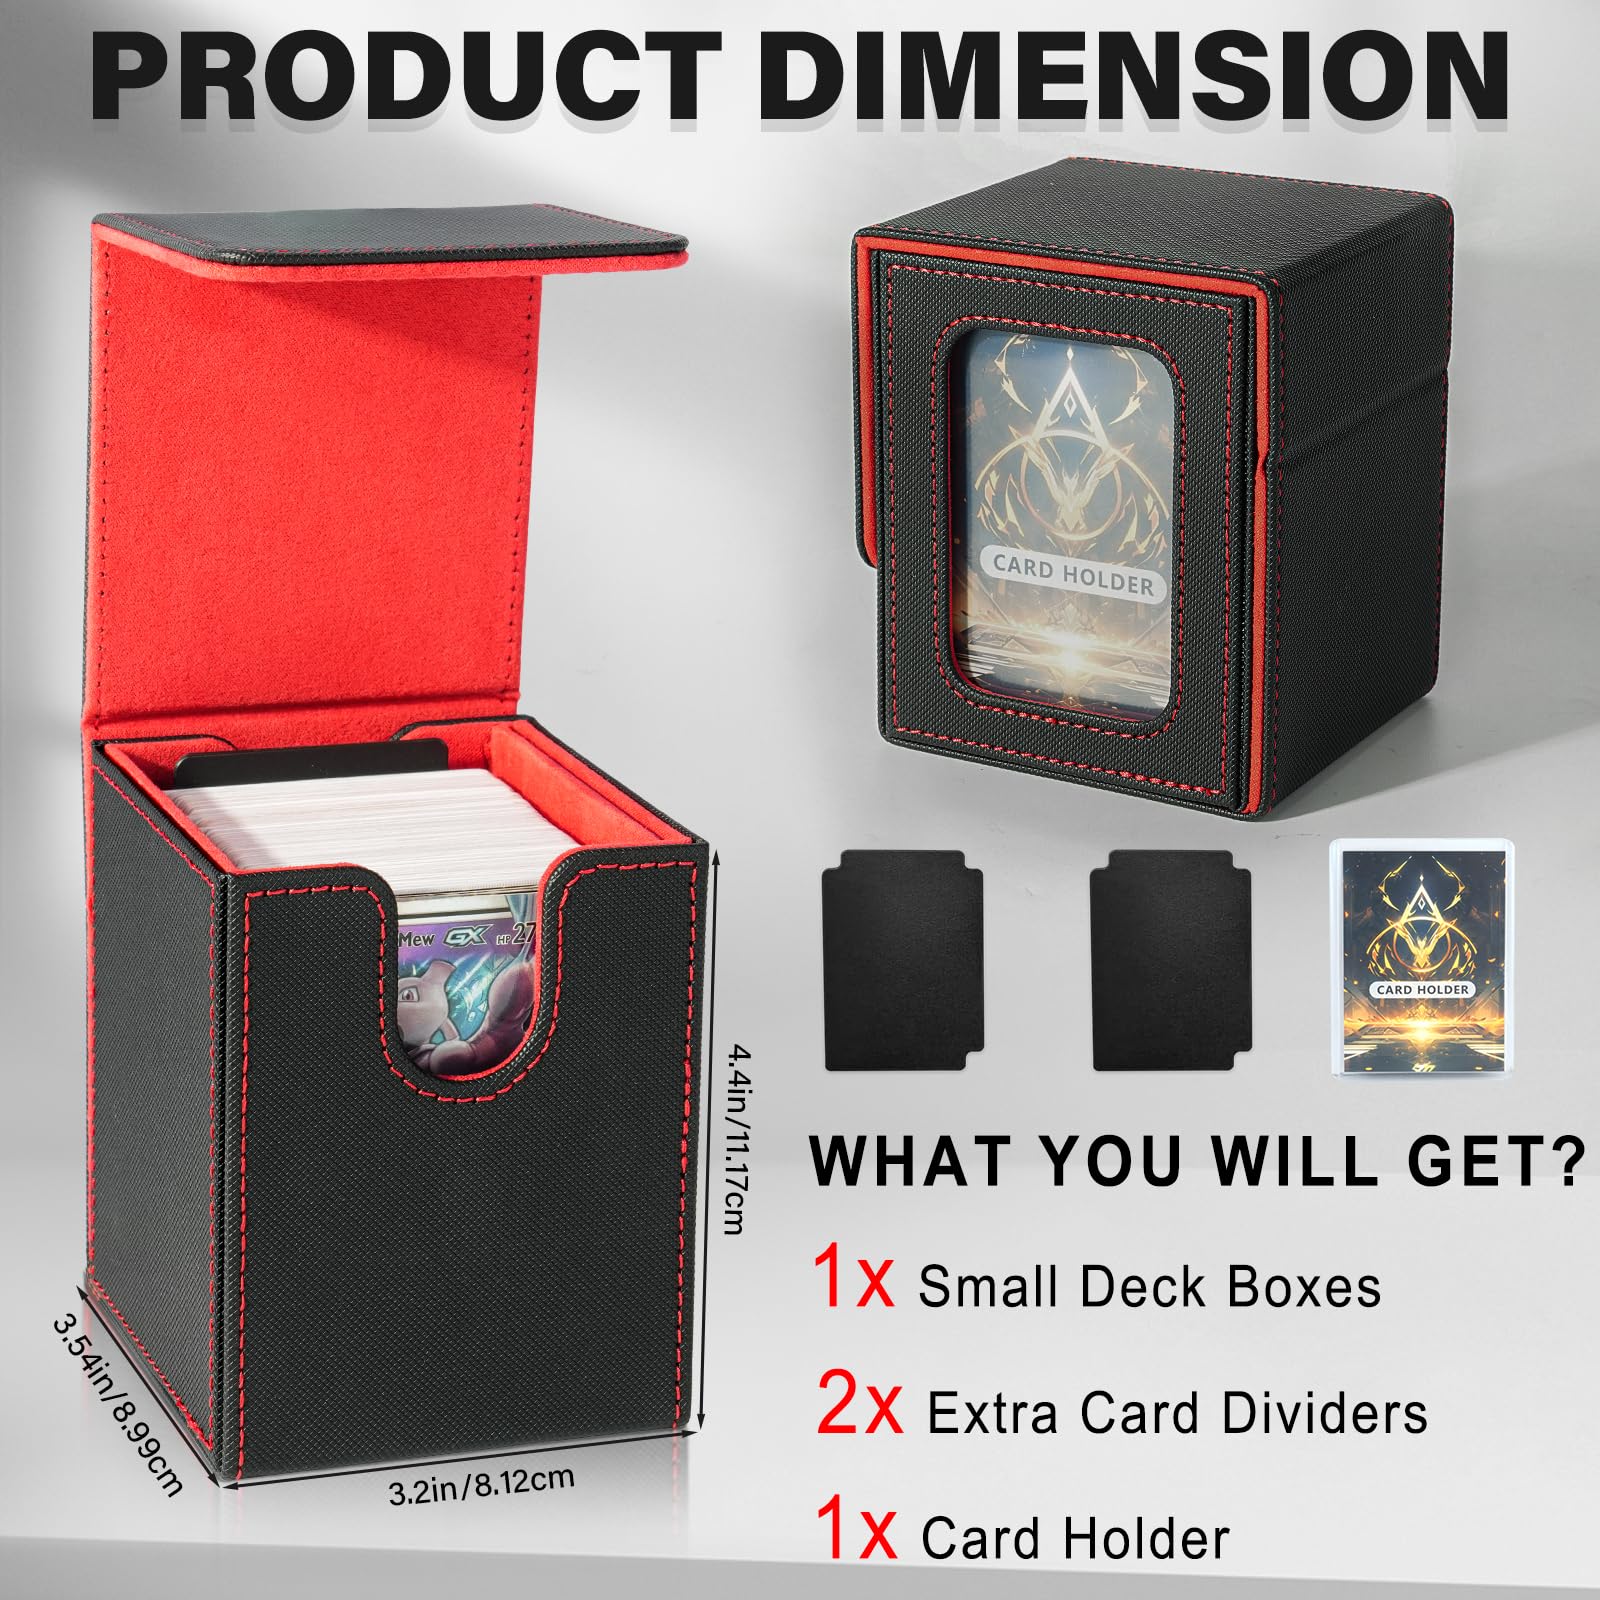 PRODUCT DIMENSION
CARD HOLDER
Mew GX HP 27
4.4in/11.17cm
3.54in/8.99cm
3.2in/8.12cm
CARD HOLDER
WHAT YOU WILL GET?
1x Small Deck Boxes
2x Extra Card Dividers
1x Card Holder